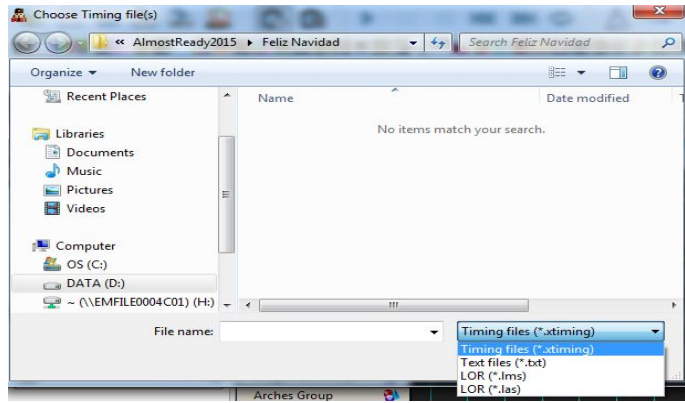 Choose Timing file(s)
« AlmostReady2015 ▸ Feliz Navidad
Search Feliz Navidad
Organize ▾ New folder
Recent Places
Name
Date modified
No items match your search.
Libraries
Documents
Music
Pictures
Videos
Computer
OS (C:)
DATA (D:)
~ (\\EMFILE0004C01) (H:)
File name:
Timing files (*.xtiming)
Timing files (*.xtiming)
Text files (*.txt)
LOR (*.lms)
LOR (*.las)
Arches Group